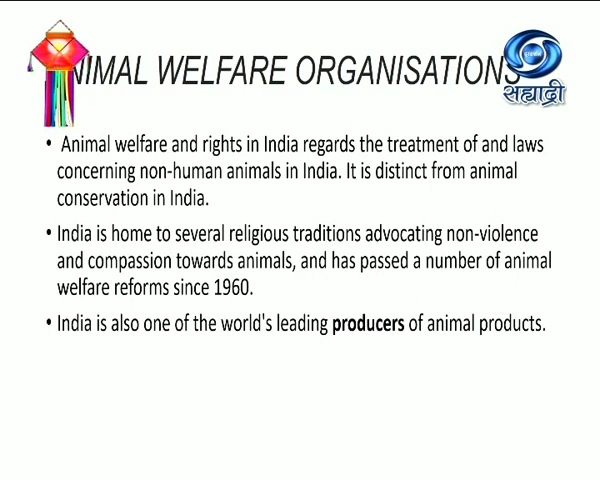 ANIMAL WELFARE ORGANISATIONS
सह्याद्री
• Animal welfare and rights in India regards the treatment of and laws
concerning non-human animals in India. It is distinct from animal
conservation in India.
• India is home to several religious traditions advocating non-violence
and compassion towards animals, and has passed a number of animal
welfare reforms since 1960.
• India is also one of the world's leading producers of animal products.